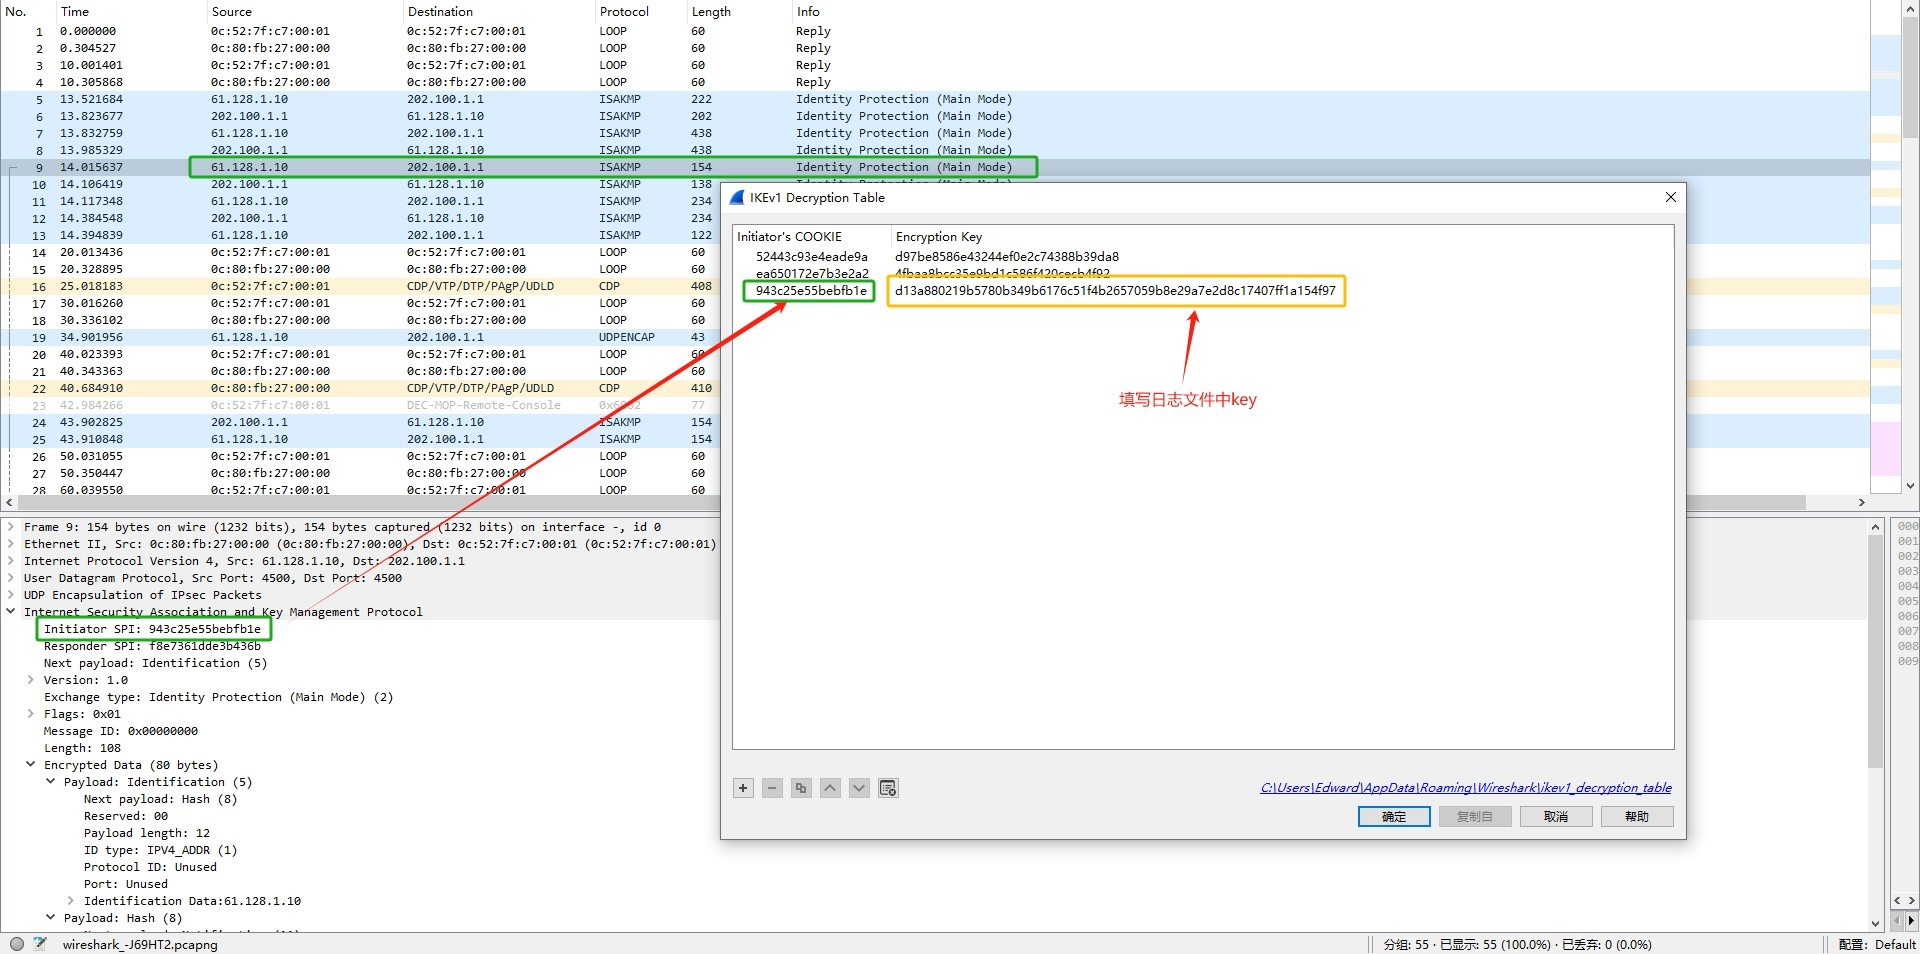 No. Time Source Destination Protocol Length Info
1 0.000000 0c:52:7f:c7:00:01 0c:52:7f:c7:00:01 LOOP 60 Reply
2 0.304527 0c:80:fb:27:00:00 0c:80:fb:27:00:00 LOOP 60 Reply
3 10.001401 0c:52:7f:c7:00:01 0c:52:7f:c7:00:01 LOOP 60 Reply
4 10.305868 0c:80:fb:27:00:00 0c:80:fb:27:00:00 LOOP 60 Reply
5 13.521684 61.128.1.10 202.100.1.1 ISAKMP 222 Identity Protection (Main Mode)
6 13.823677 202.100.1.1 61.128.1.10 ISAKMP 202 Identity Protection (Main Mode)
7 13.832759 61.128.1.10 202.100.1.1 ISAKMP 438 Identity Protection (Main Mode)
8 13.985329 202.100.1.1 61.128.1.10 ISAKMP 438 Identity Protection (Main Mode)
9 14.015637 61.128.1.10 202.100.1.1 ISAKMP 154 Identity Protection (Main Mode)
10 14.106419 202.100.1.1 61.128.1.10 ISAKMP 138 Identity Protection (Main Mode)
11 14.117348 61.128.1.10 202.100.1.1 ISAKMP 234
12 14.384548 202.100.1.1 61.128.1.10 ISAKMP 234
13 14.394839 61.128.1.10 202.100.1.1 ISAKMP 122
14 20.013436 0c:52:7f:c7:00:01 0c:52:7f:c7:00:01 LOOP 60
15 20.328895 0c:80:fb:27:00:00 0c:80:fb:27:00:00 LOOP 60
16 25.018183 0c:52:7f:c7:00:01 CDP/VTP/DTP/PAgP/UDLD CDP 408
17 30.016260 0c:52:7f:c7:00:01 0c:52:7f:c7:00:01 LOOP 60
18 30.336102 0c:80:fb:27:00:00 0c:80:fb:27:00:00 LOOP 60
19 34.901956 61.128.1.10 202.100.1.1 UDPENCAP 43
20 40.023393 0c:52:7f:c7:00:01 0c:52:7f:c7:00:01 LOOP 60
21 40.343363 0c:80:fb:27:00:00 0c:80:fb:27:00:00 LOOP 60
22 40.684910 0c:80:fb:27:00:00 CDP/VTP/DTP/PAgP/UDLD CDP 410
23 42.984266 0c:52:7f:c7:00:01 DEC-MOP-Remote-Console 0x6002 77
24 43.902825 202.100.1.1 61.128.1.10 ISAKMP 154
25 43.910848 61.128.1.10 202.100.1.1 ISAKMP 154
26 50.031055 0c:52:7f:c7:00:01 0c:52:7f:c7:00:01 LOOP 60
27 50.350447 0c:80:fb:27:00:00 0c:80:fb:27:00:00 LOOP 60
28 60.039550 0c:52:7f:c7:00:01 0c:52:7f:c7:00:01 LOOP 60
IKEv1 Decryption Table
Initiator's COOKIE Encryption Key
52443c93e4eade9a d97be8586e43244ef0e2c74388b39da8
ea650172e7b3e2a2 4fbaa8bcc35e9bd1c586f420cecb4f92
943c25e55bebfb1e d13a880219b5780b349b6176c51f4b2657059b8e29a7e2d8c17407ff1a154f97
填写日志文件中key
C:\Users\Edward\AppData\Roaming\Wireshark\ikev1_decryption_table
确定 复制自 取消 帮助
Frame 9: 154 bytes on wire (1232 bits), 154 bytes captured (1232 bits) on interface -, id 0
Ethernet II, Src: 0c:80:fb:27:00:00 (0c:80:fb:27:00:00), Dst: 0c:52:7f:c7:00:01 (0c:52:7f:c7:00:01)
Internet Protocol Version 4, Src: 61.128.1.10, Dst: 202.100.1.1
User Datagram Protocol, Src Port: 4500, Dst Port: 4500
UDP Encapsulation of IPsec Packets
Internet Security Association and Key Management Protocol
Initiator SPI: 943c25e55bebfb1e
Responder SPI: f8e7361dde3b436b
Next payload: Identification (5)
Version: 1.0
Exchange type: Identity Protection (Main Mode) (2)
Flags: 0x01
Message ID: 0x00000000
Length: 108
Encrypted Data (80 bytes)
Payload: Identification (5)
Next payload: Hash (8)
Reserved: 00
Payload length: 12
ID type: IPV4_ADDR (1)
Protocol ID: Unused
Port: Unused
Identification Data:61.128.1.10
Payload: Hash (8)
000
001
002
003
004
005
006
007
008
009
wireshark_-J69HT2.pcapng
分组: 55 · 已显示: 55 (100.0%) · 已丢弃: 0 (0.0%)
配置: Default